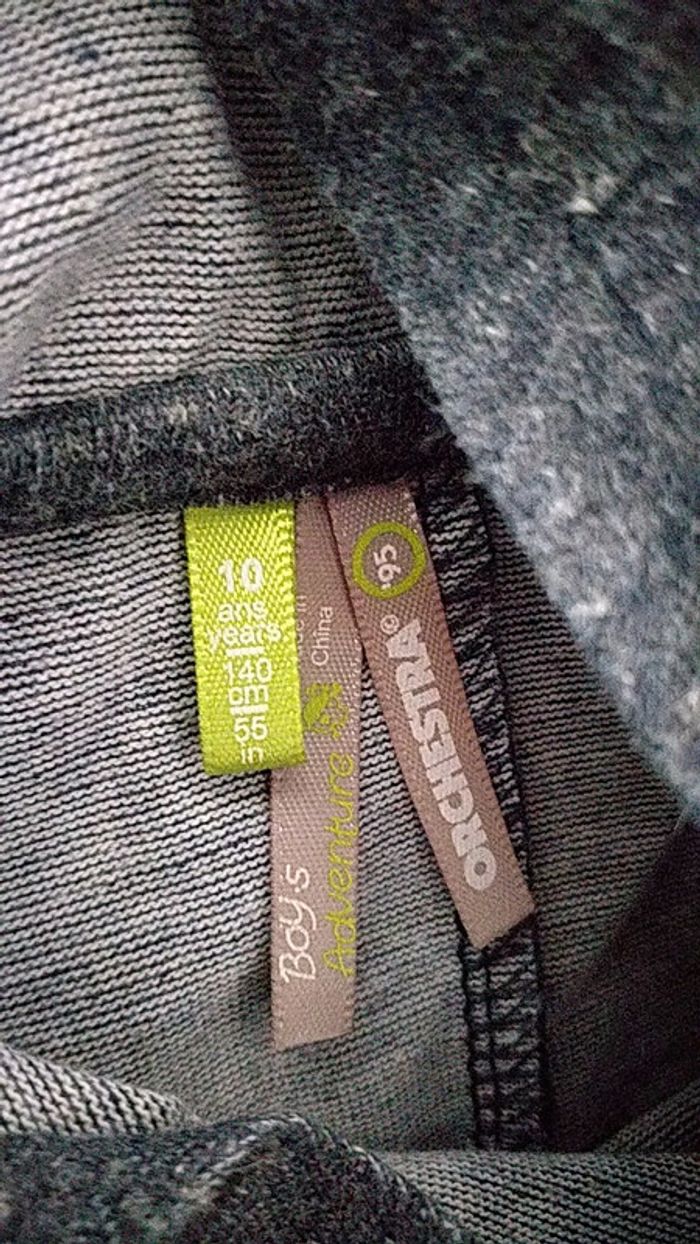 10
ans
years
140
cm
55
in
China
Boy's
Adventure
'95
ORCHESTRA®